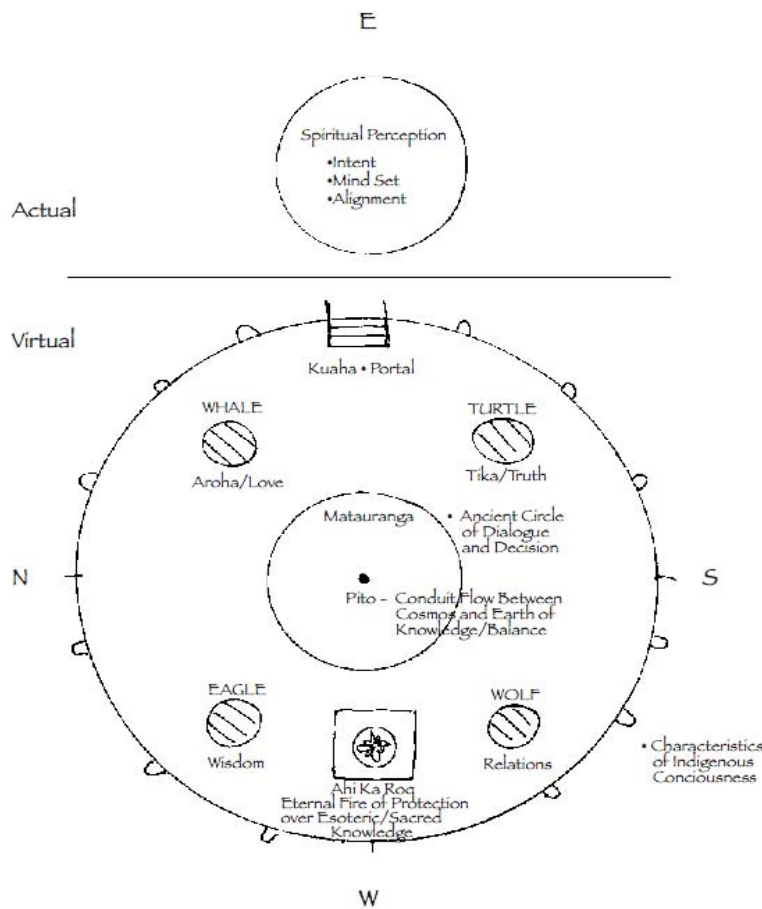 E
Spiritual Perception
•Intent
•Mind Set
•Alignment
Actual
Virtual
Kuaha • Portal
WHALE
Aroha/Love
TURTLE
Tika/Truth
Matauranga
• Ancient Circle
of Dialogue
and Decision
N
S
Pito - Conduit Flow Between
Cosmos and Earth of
Knowledge/Balance
EAGLE
Wisdom
WOLF
Relations
Ahi Ka Roq
Eternal Fire of Protection
over Esoteric/Sacred
Knowledge
• Characteristics
of Indigenous
Conciousness
W